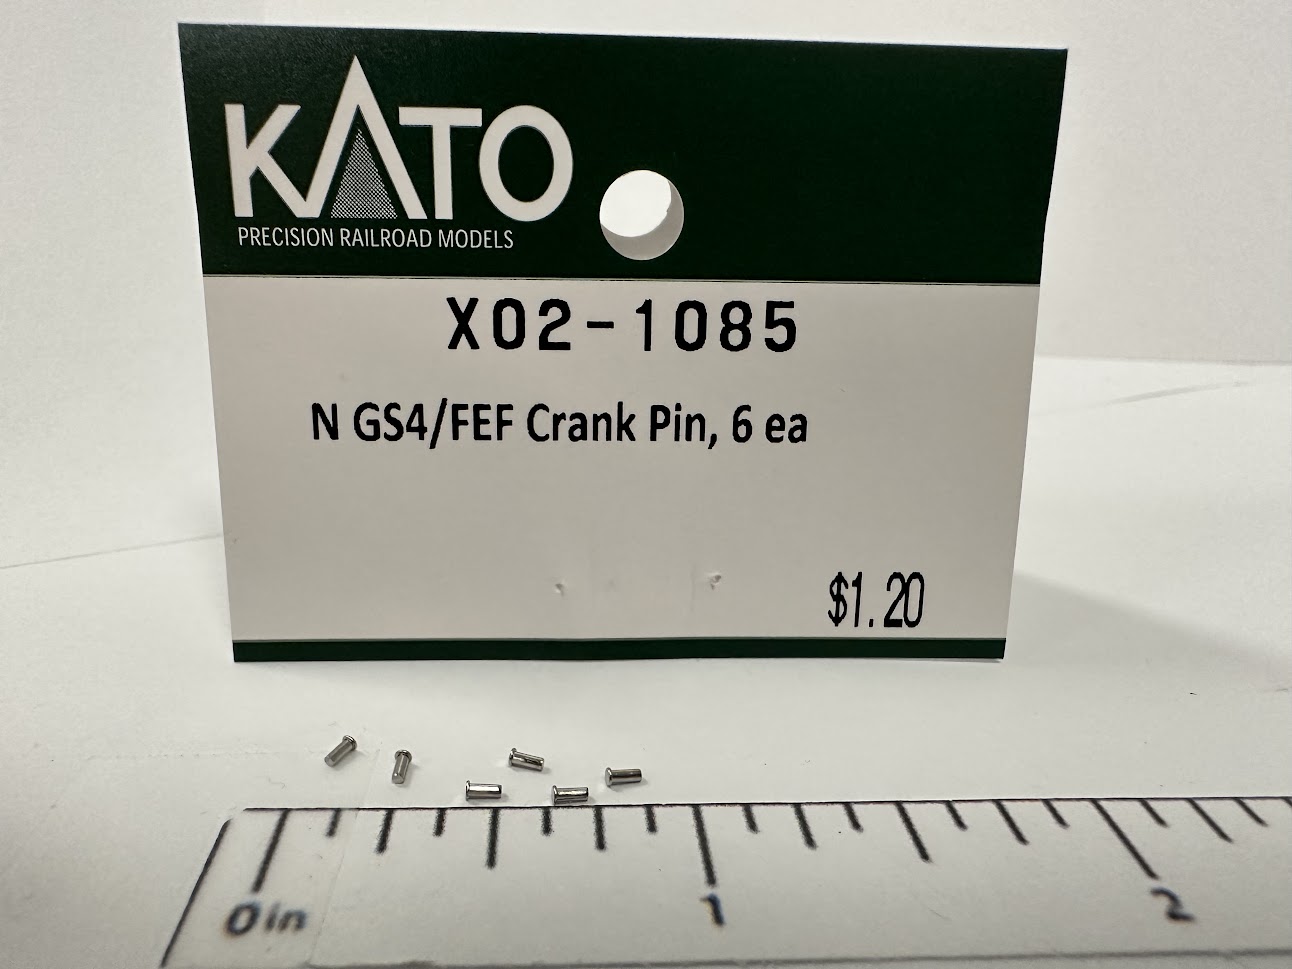 KATO
PRECISION RAILROAD MODELS
X02-1085
N GS4/FEF Crank Pin, 6 ea
$1.20
0in 1 2